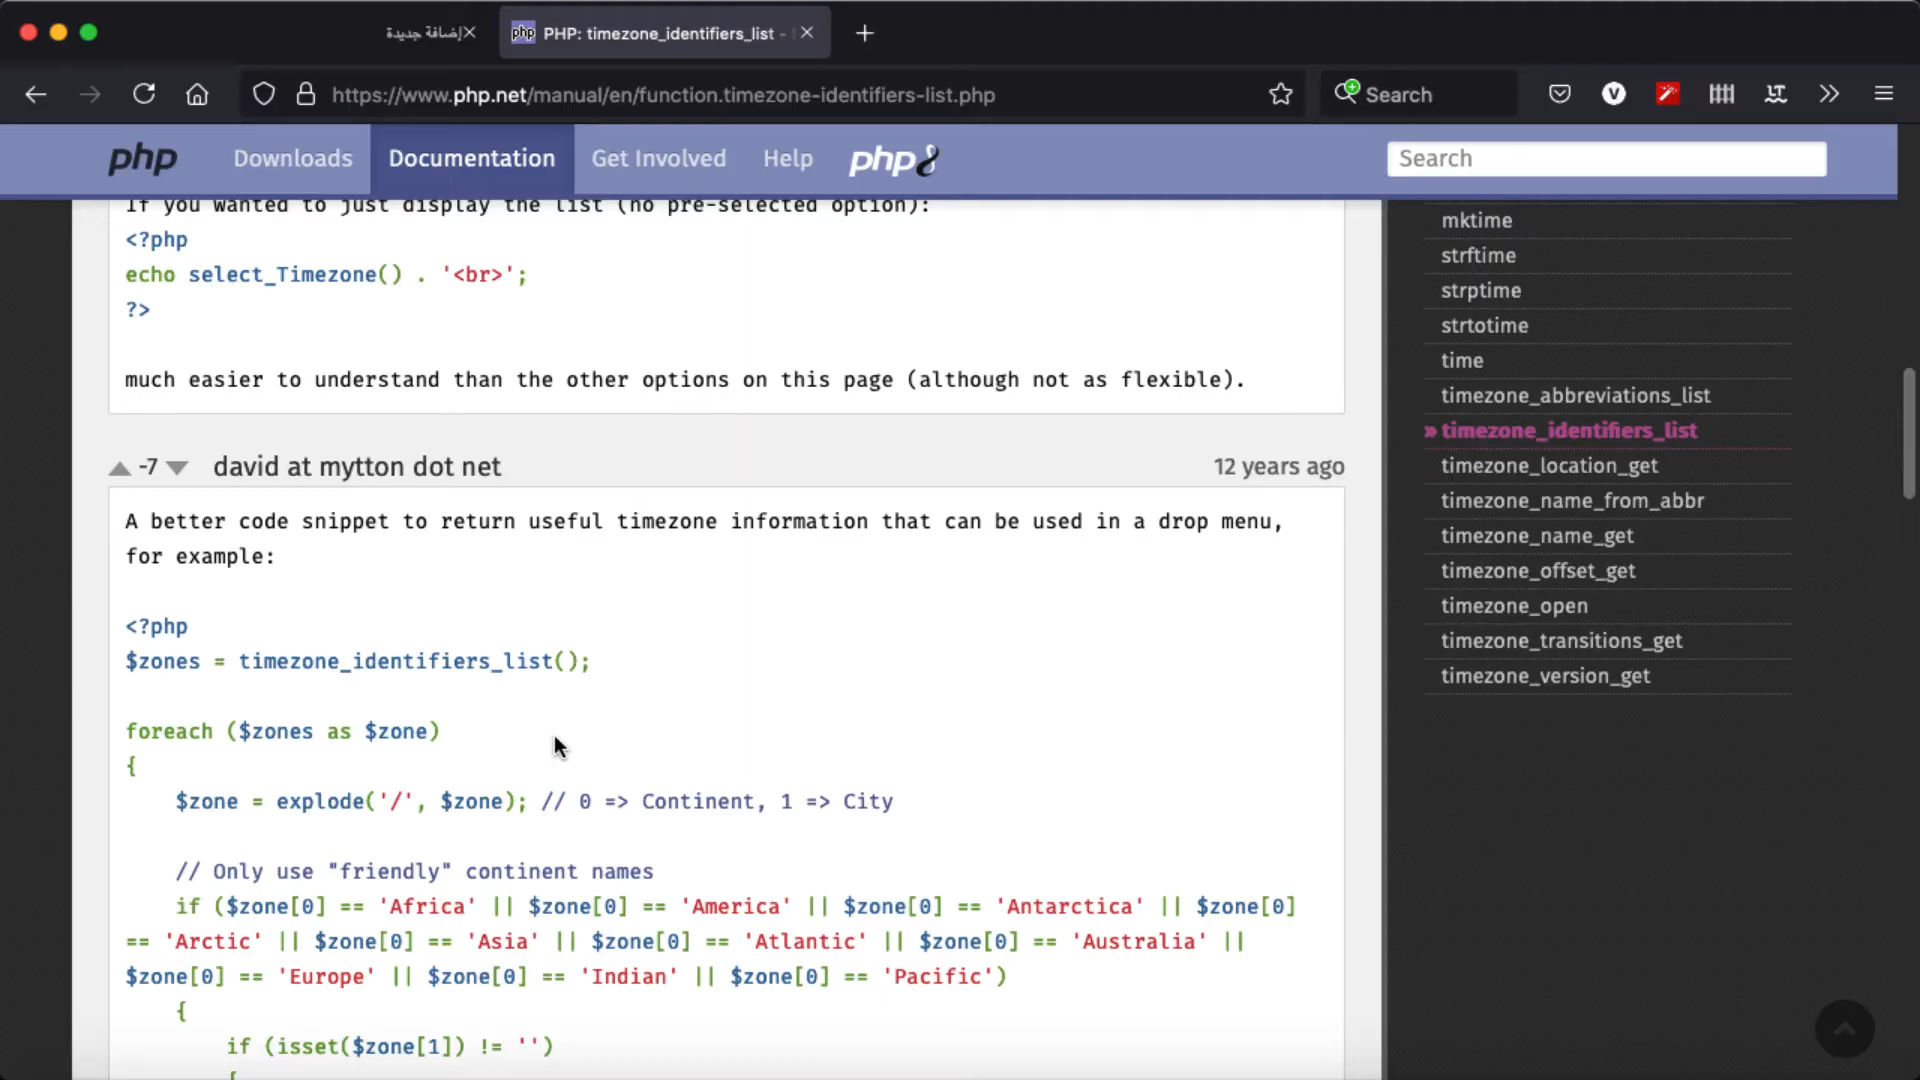 إضافة جديدة
php PHP: timezone_identifiers_list -
https://www.php.net/manual/en/function.timezone-identifiers-list.php
Search
php Downloads Documentation Get Involved Help php8 Search
If you wanted to just display the list (no pre-selected option):
<?php
echo select_Timezone() . '<br>';
?>
much easier to understand than the other options on this page (although not as flexible).
-7 david at mytton dot net 12 years ago
A better code snippet to return useful timezone information that can be used in a drop menu,
for example:
<?php
$zones = timezone_identifiers_list();
foreach ($zones as $zone)
{
$zone = explode('/', $zone); // 0 => Continent, 1 => City
// Only use "friendly" continent names
if ($zone[0] == 'Africa' || $zone[0] == 'America' || $zone[0] == 'Antarctica' || $zone[0]
== 'Arctic' || $zone[0] == 'Asia' || $zone[0] == 'Atlantic' || $zone[0] == 'Australia' ||
$zone[0] == 'Europe' || $zone[0] == 'Indian' || $zone[0] == 'Pacific')
{
if (isset($zone[1]) != '')
{
mktime
strftime
strptime
strtotime
time
timezone_abbreviations_list
» timezone_identifiers_list
timezone_location_get
timezone_name_from_abbr
timezone_name_get
timezone_offset_get
timezone_open
timezone_transitions_get
timezone_version_get